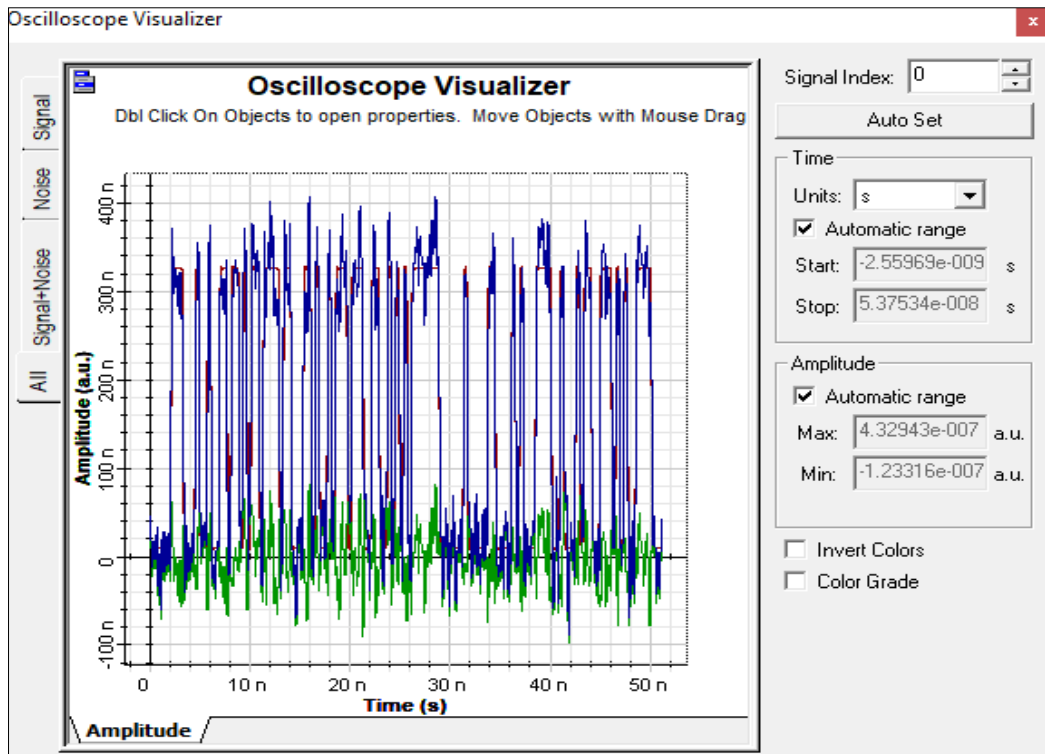 Oscilloscope Visualizer
x
Signal
Noise
Signal+Noise
All
Oscilloscope Visualizer
Dbl Click On Objects to open properties. Move Objects with Mouse Drag
Amplitude (a.u.)
400 n
300 n
200 n
100 n
0
-100 n
0 10 n 20 n 30 n 40 n 50 n
Time (s)
Amplitude
Signal Index: 0
Auto Set
Time
Units: s
Automatic range
Start: -2.55969e-009 s
Stop: 5.37534e-008 s
Amplitude
Automatic range
Max: 4.32943e-007 a.u.
Min: -1.23316e-007 a.u.
Invert Colors
Color Grade